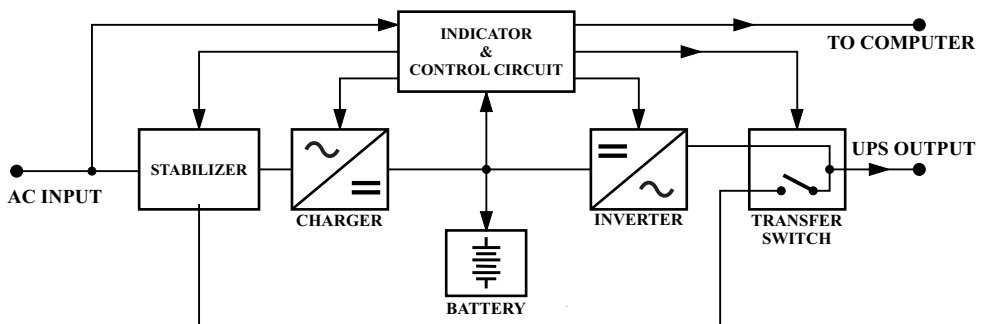 INDICATOR
&
CONTROL CIRCUIT
TO COMPUTER
STABILIZER
UPS OUTPUT
AC INPUT
CHARGER
INVERTER
TRANSFER
SWITCH
BATTERY